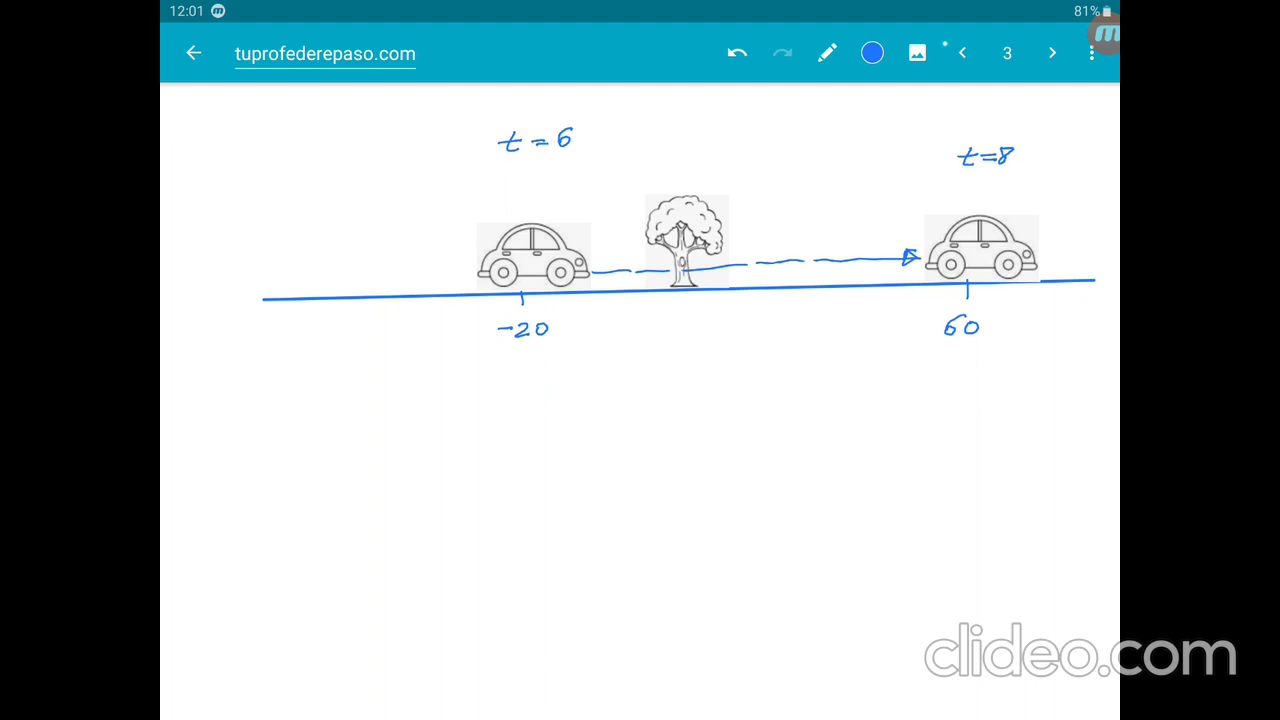 12:01
81%
tuprofederepaso.com
3
t = 6
t=8
-20
60
clideo.com